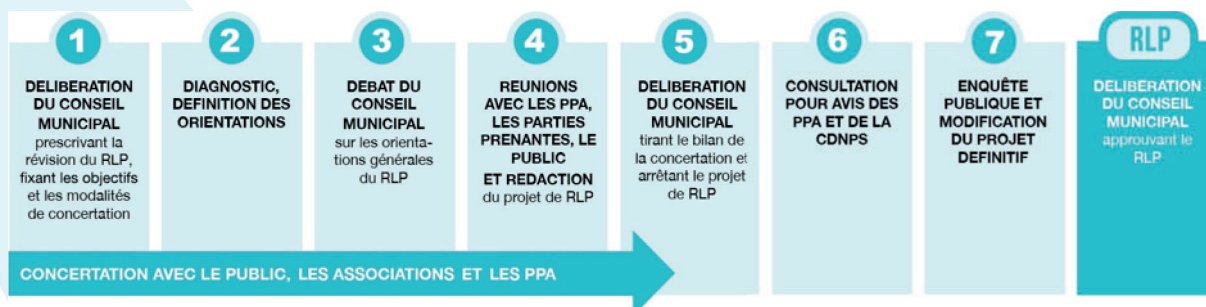 1
DELIBERATION
DU CONSEIL
MUNICIPAL
prescrivant la
révision du RLP,
fixant les objectifs
et les modalités
de concertation
2
DIAGNOSTIC,
DEFINITION DES
ORIENTATIONS
3
DEBAT DU
CONSEIL
MUNICIPAL
sur les orienta-
tions générales
du RLP
4
REUNIONS
AVEC LES PPA,
LES PARTIES
PRENANTES, LE
PUBLIC
ET REDACTION
du projet de RLP
5
DELIBERATION
DU CONSEIL
MUNICIPAL
tirant le bilan de
la concertation et
arrêtant le projet
de RLP
6
CONSULTATION
POUR AVIS DES
PPA ET DE LA
CDNPS
7
ENQUÊTE
PUBLIQUE ET
MODIFICATION
DU PROJET
DEFINITIF
RLP
DELIBERATION
DU CONSEIL
MUNICIPAL
approuvant le
RLP
CONCERTATION AVEC LE PUBLIC, LES ASSOCIATIONS ET LES PPA